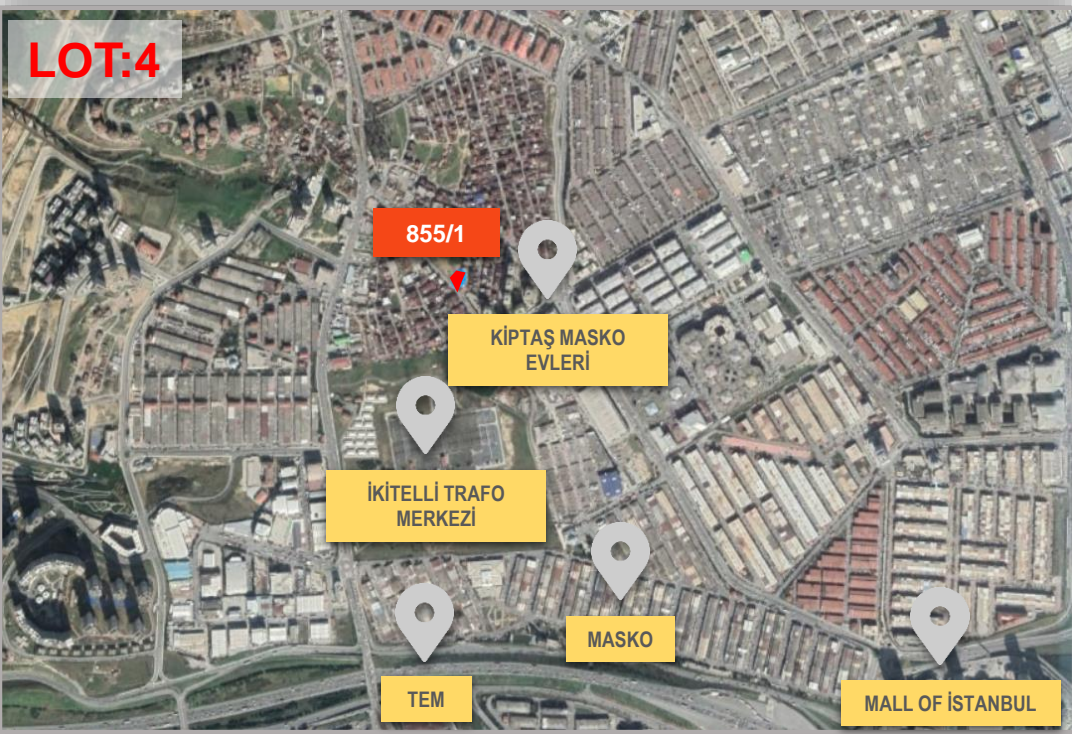 LOT:4
855/1
KİPTAŞ MASKO
EVLERİ
İKİTELLİ TRAFO
MERKEZİ
MASKO
TEM
MALL OF İSTANBUL